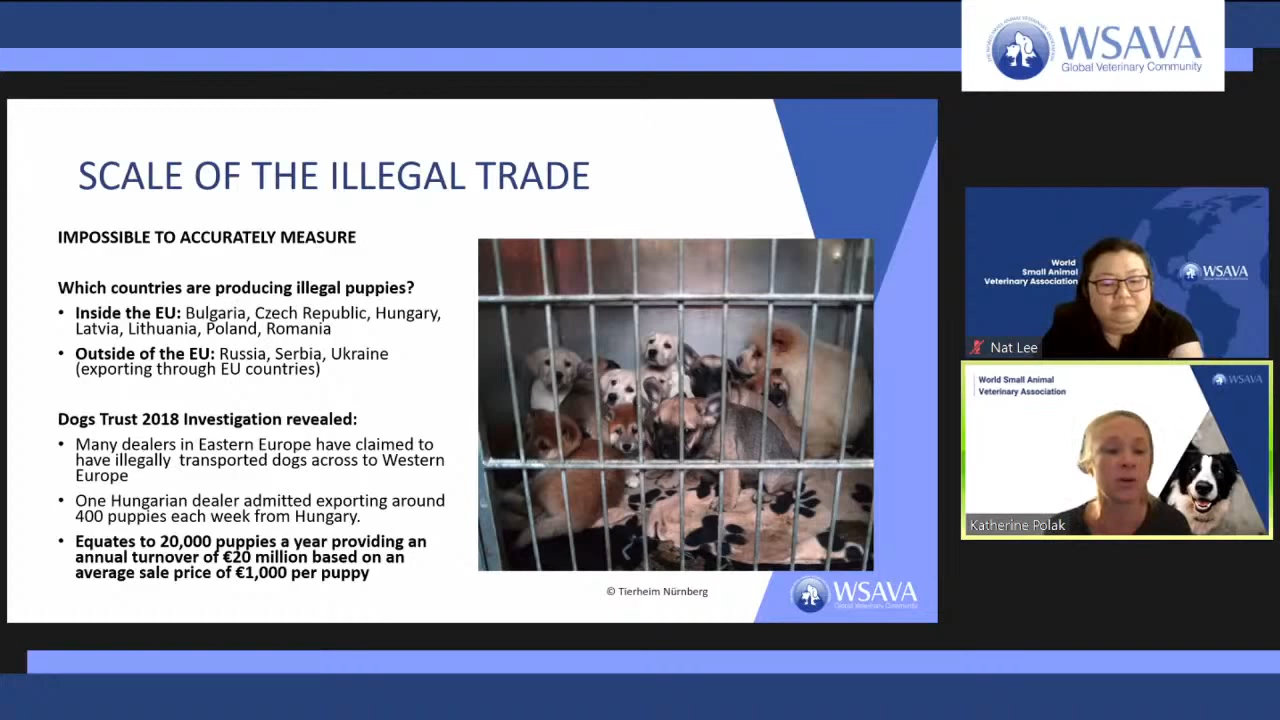 WSAVA
Global Veterinary Community
SCALE OF THE ILLEGAL TRADE
IMPOSSIBLE TO ACCURATELY MEASURE
Which countries are producing illegal puppies?
• Inside the EU: Bulgaria, Czech Republic, Hungary,
Latvia, Lithuania, Poland, Romania
• Outside of the EU: Russia, Serbia, Ukraine
(exporting through EU countries)
Dogs Trust 2018 Investigation revealed:
• Many dealers in Eastern Europe have claimed to
have illegally transported dogs across to Western
Europe
• One Hungarian dealer admitted exporting around
400 puppies each week from Hungary.
• Equates to 20,000 puppies a year providing an
annual turnover of €20 million based on an
average sale price of €1,000 per puppy
© Tierheim Nürnberg
WSAVA
Global Veterinary Community
World
Small Animal
Veterinary Association
WSAVA
Nat Lee
World Small Animal
Veterinary Association
WSAVA
Katherine Polak